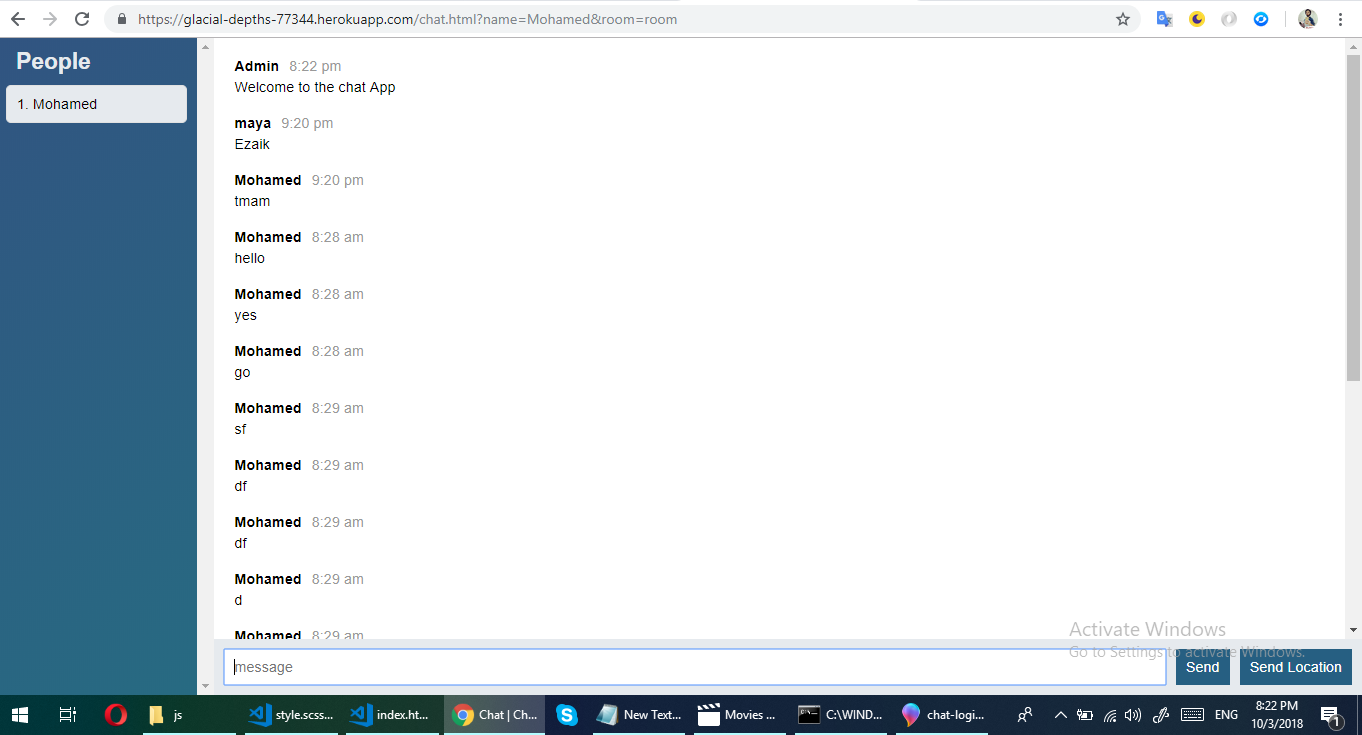 https://glacial-depths-77344.herokuapp.com/chat.html?name=Mohamed&room=room
People
1. Mohamed
Admin 8:22 pm
Welcome to the chat App
maya 9:20 pm
Ezaik
Mohamed 9:20 pm
tmam
Mohamed 8:28 am
hello
Mohamed 8:28 am
yes
Mohamed 8:28 am
go
Mohamed 8:29 am
sf
Mohamed 8:29 am
df
Mohamed 8:29 am
df
Mohamed 8:29 am
d
Mohamed 8:29 am
Activate Windows
Go to Settings to activate Windows.
message
Send
Send Location
js
style.scss...
index.ht...
Chat | Ch...
New Text...
Movies ...
C:\WIND...
chat-logi...
ENG
8:22 PM
10/3/2018
1